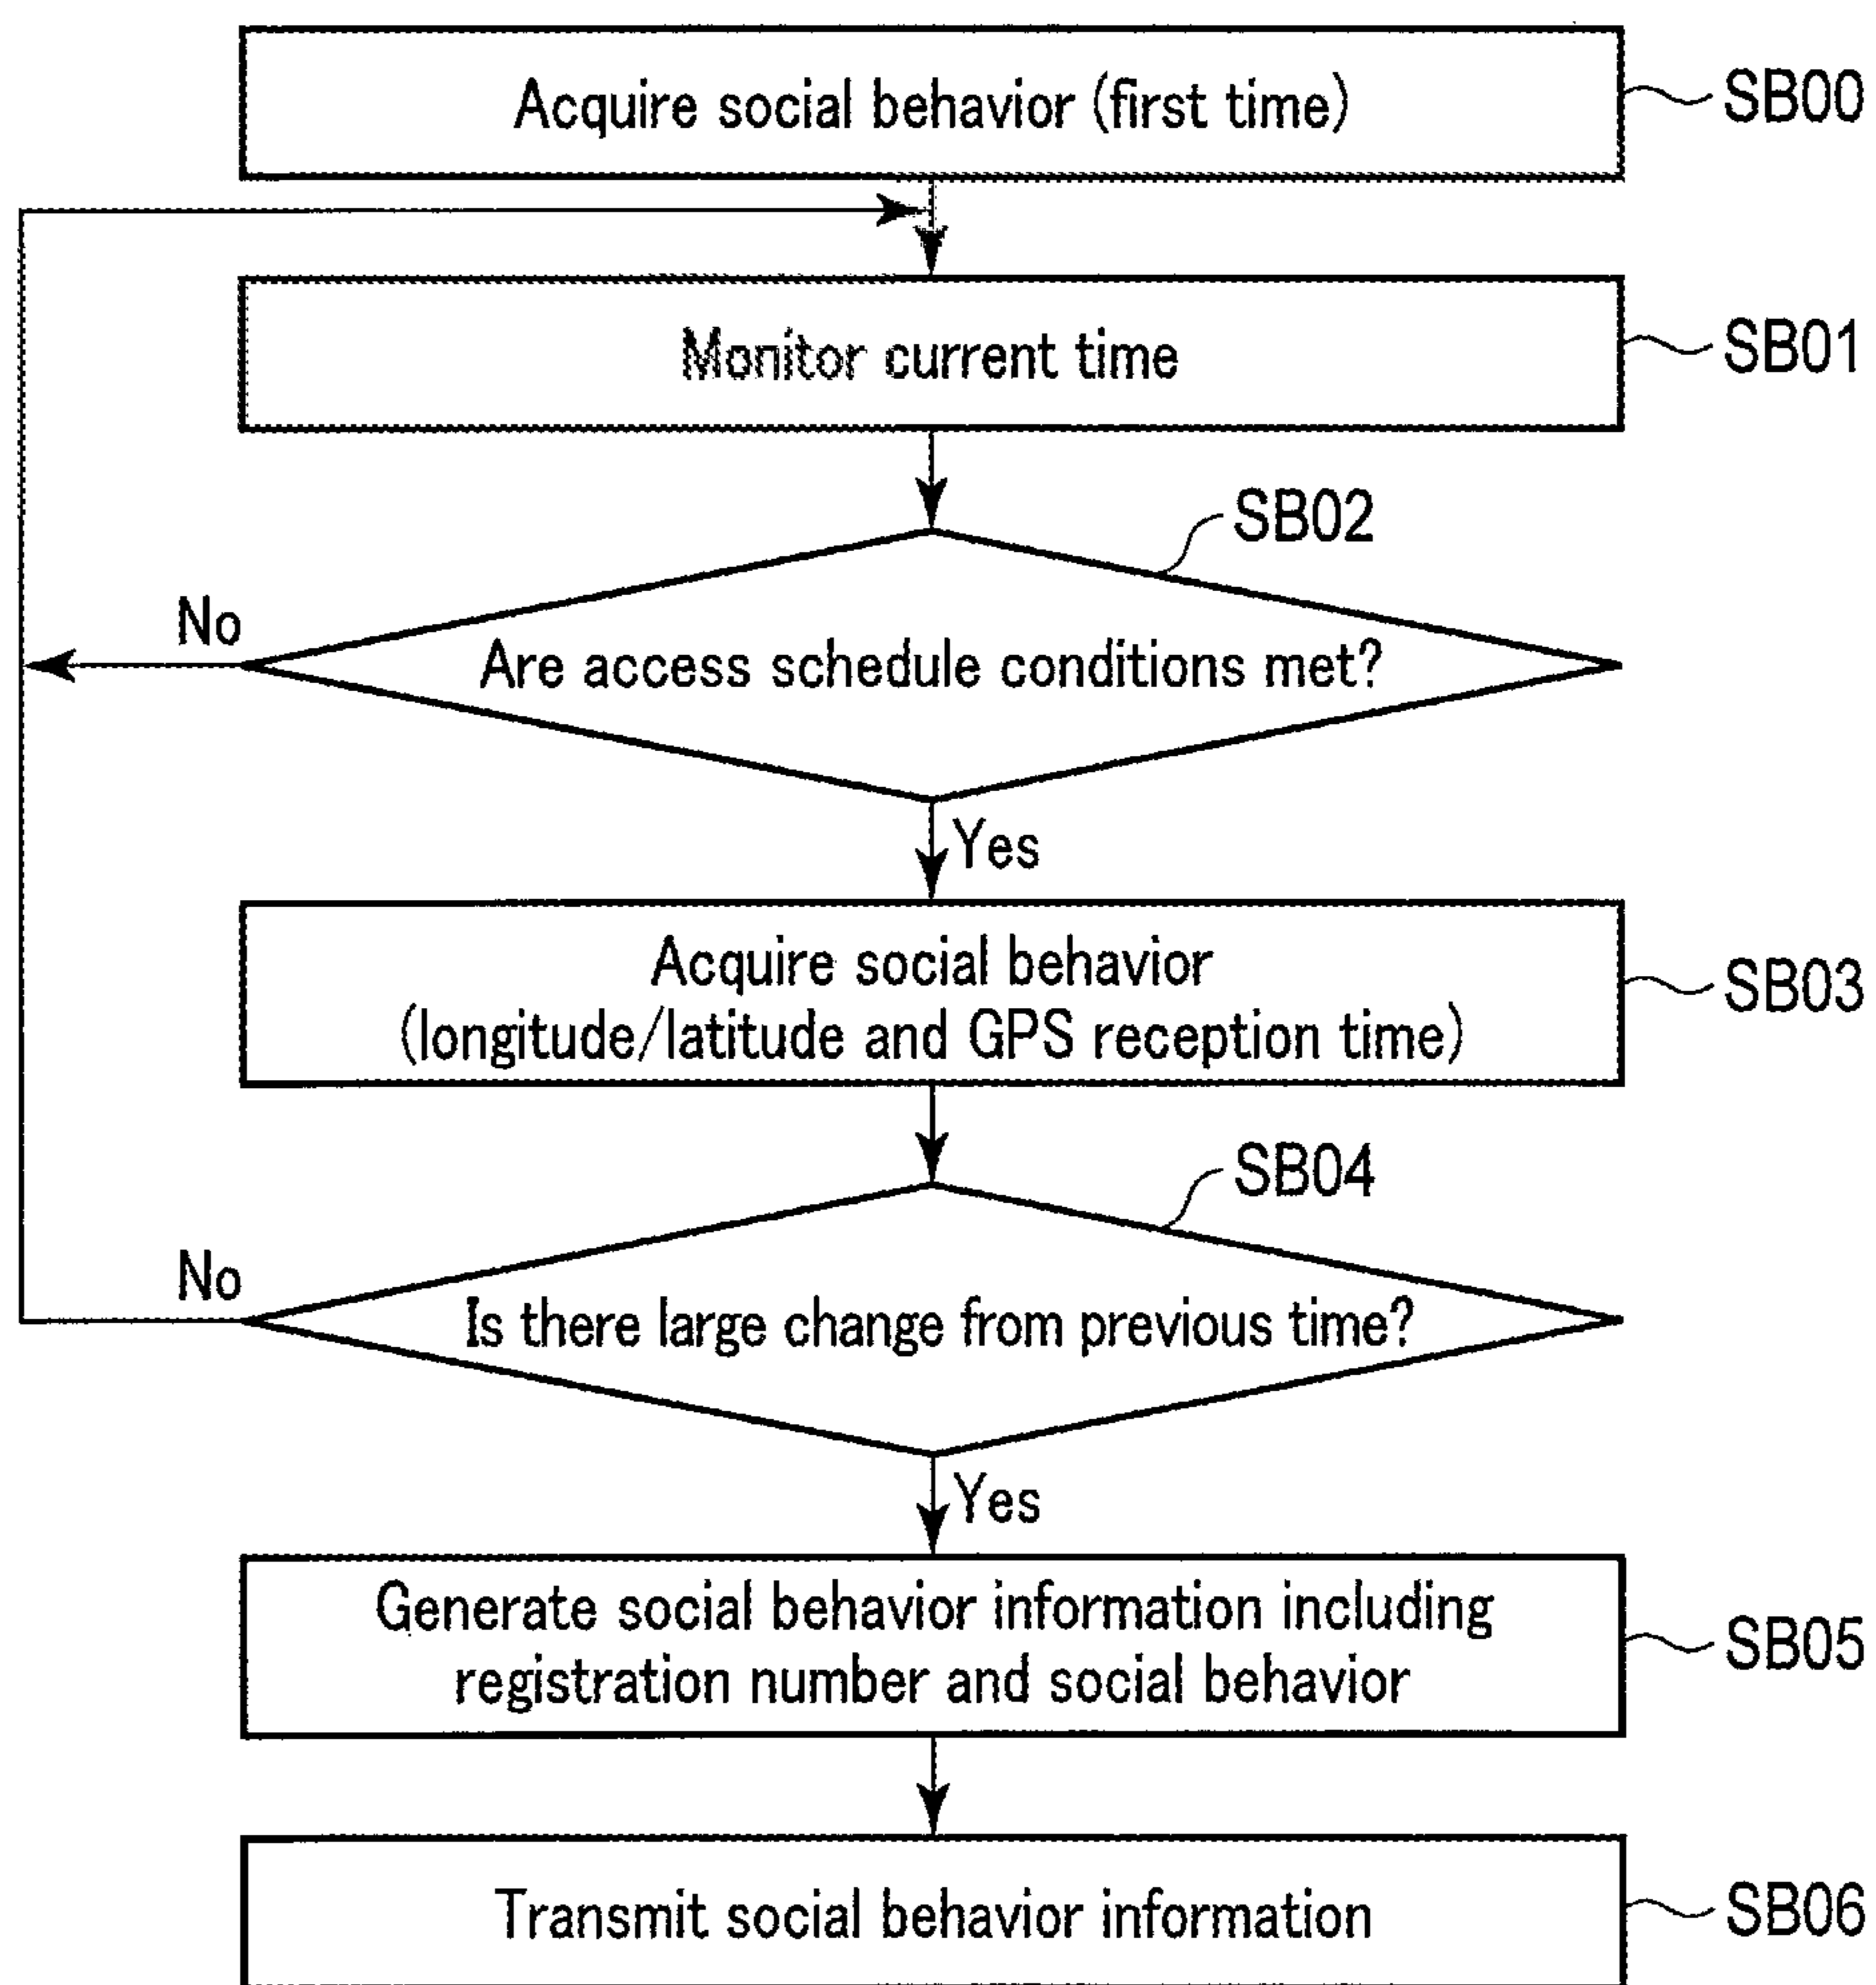 Acquire social behavior (first time)
SB00
Monitor current time
SB01
SB02
No
Are access schedule conditions met?
Yes
Acquire social behavior
(longitude/latitude and GPS reception time)
SB03
SB04
No
Is there large change from previous time?
Yes
Generate social behavior information including
registration number and social behavior
SB05
Transmit social behavior information
SB06